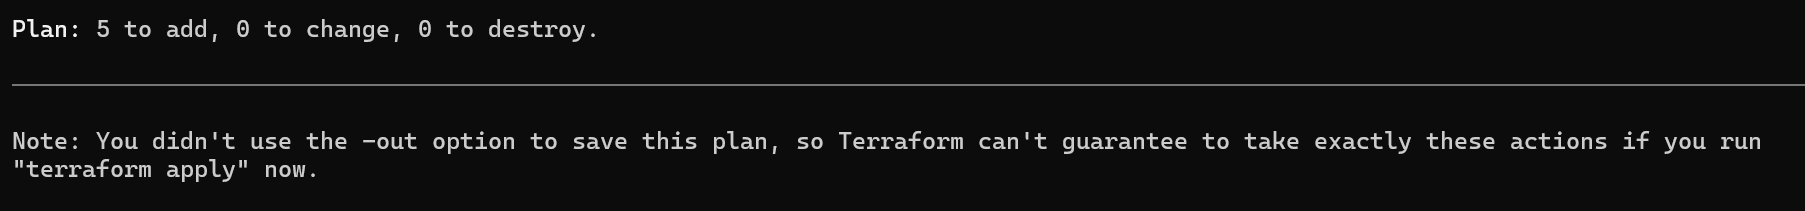 Plan: 5 to add, 0 to change, 0 to destroy.
Note: You didn't use the -out option to save this plan, so Terraform can't guarantee to take exactly these actions if you run
"terraform apply" now.